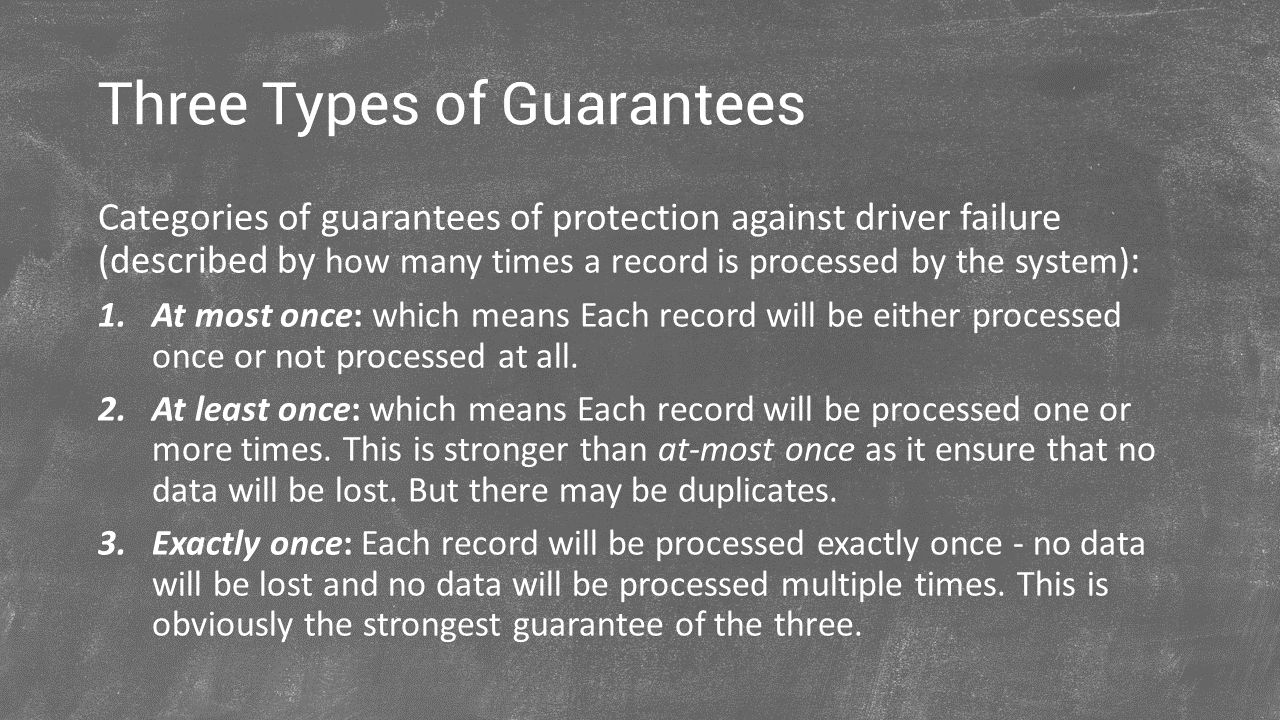 Three Types of Guarantees
Categories of guarantees of protection against driver failure
(described by how many times a record is processed by the system):
1. At most once: which means Each record will be either processed
once or not processed at all.
2. At least once: which means Each record will be processed one or
more times. This is stronger than at-most once as it ensure that no
data will be lost. But there may be duplicates.
3. Exactly once: Each record will be processed exactly once - no data
will be lost and no data will be processed multiple times. This is
obviously the strongest guarantee of the three.